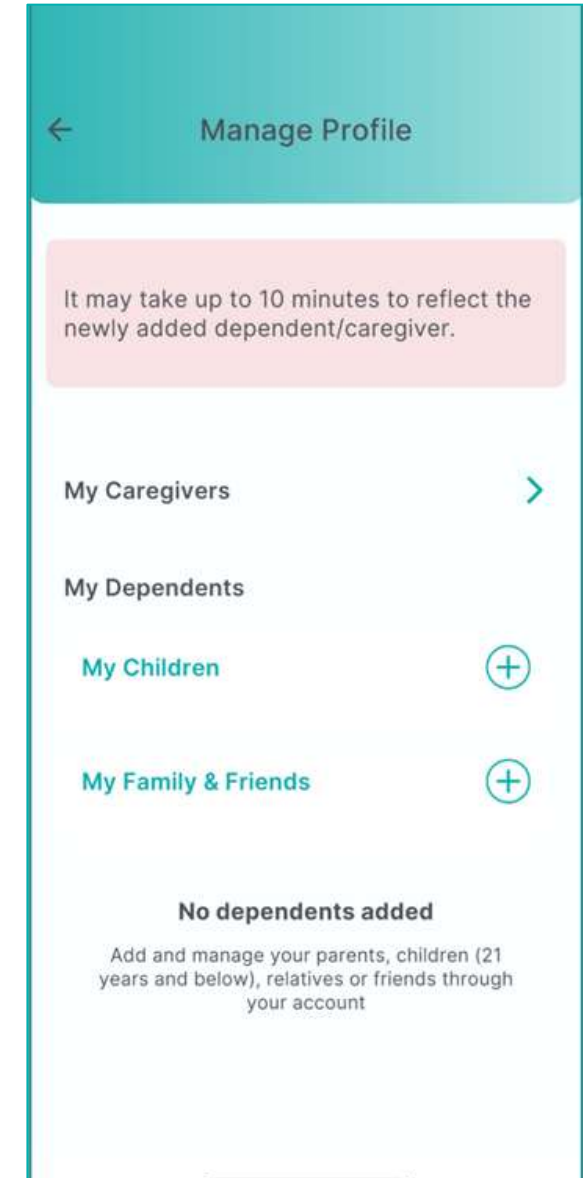 Manage Profile
It may take up to 10 minutes to reflect the
newly added dependent/caregiver.
My Caregivers
My Dependents
My Children
My Family & Friends
No dependents added
Add and manage your parents, children (21
years and below), relatives or friends through
your account